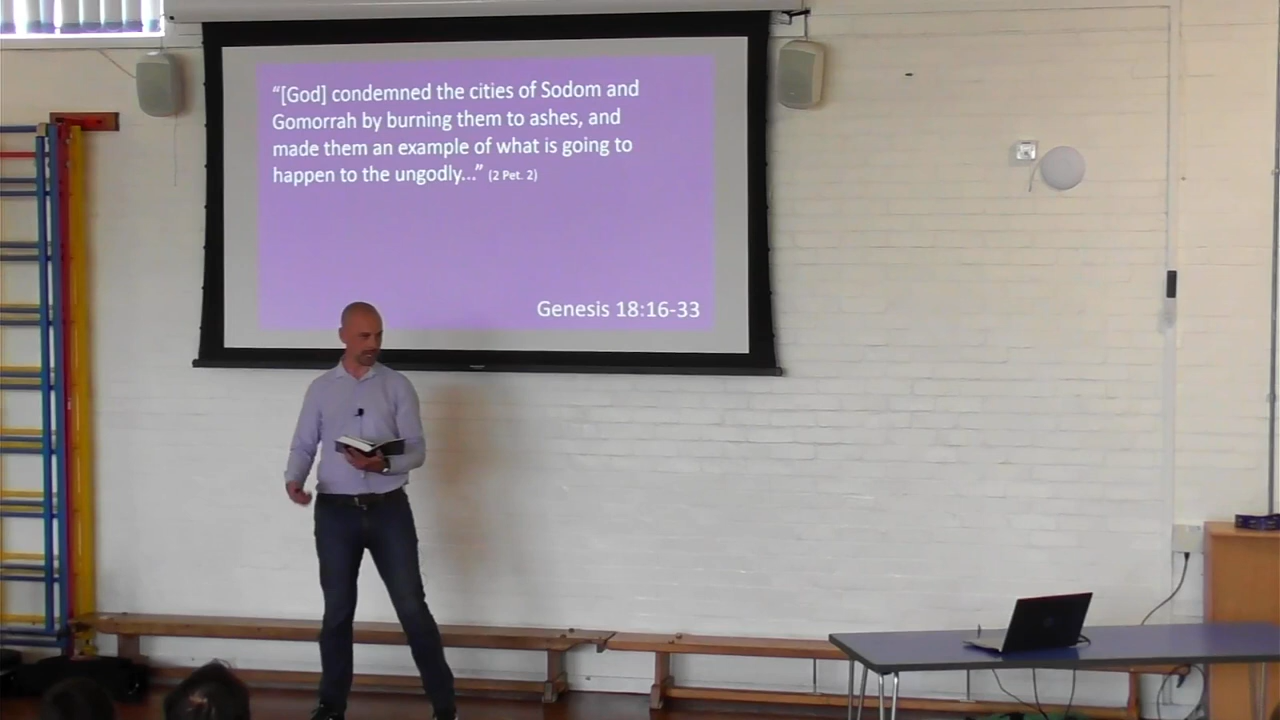 “[God] condemned the cities of Sodom and
Gomorrah by burning them to ashes, and
made them an example of what is going to
happen to the ungodly...” (2 Pet. 2)
Genesis 18:16-33